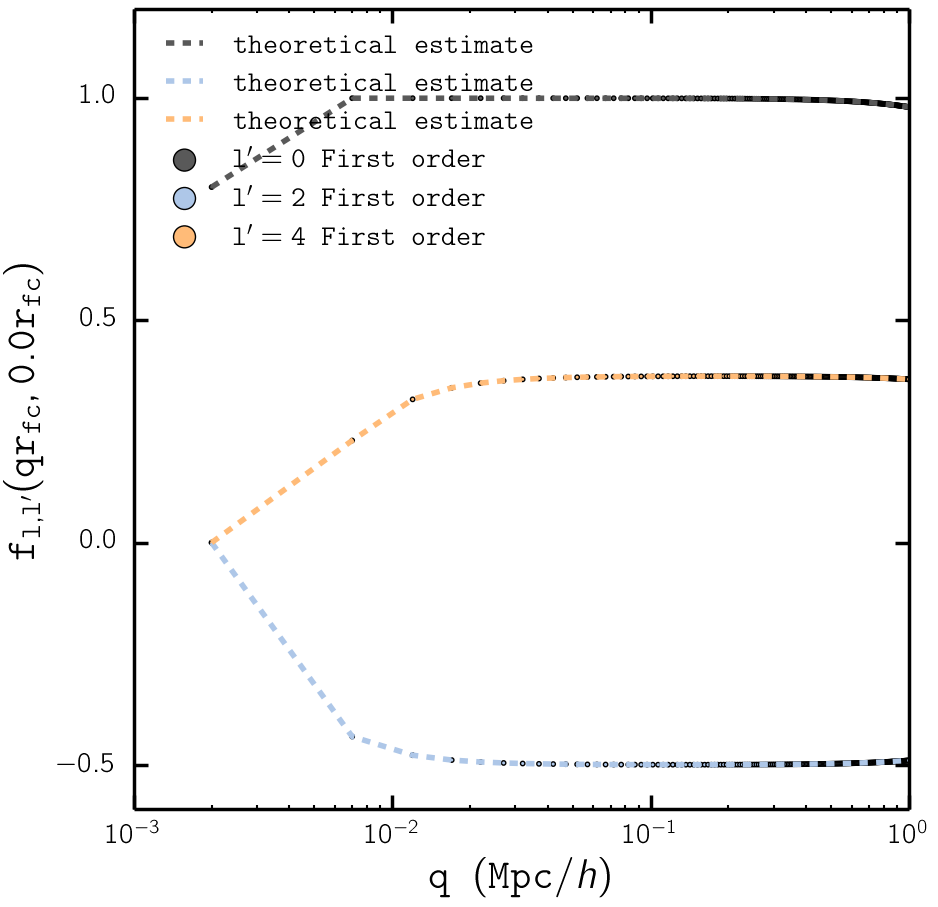 theoretical estimate
theoretical estimate
theoretical estimate
l′ = 0 First order
l′ = 2 First order
l′ = 4 First order
1.0
0.5
0.0
−0.5
f_{l,l′}(qr_{fc}, 0.0r_{fc})
10^{−3}
10^{−2}
10^{−1}
10^{0}
q (Mpc/h)